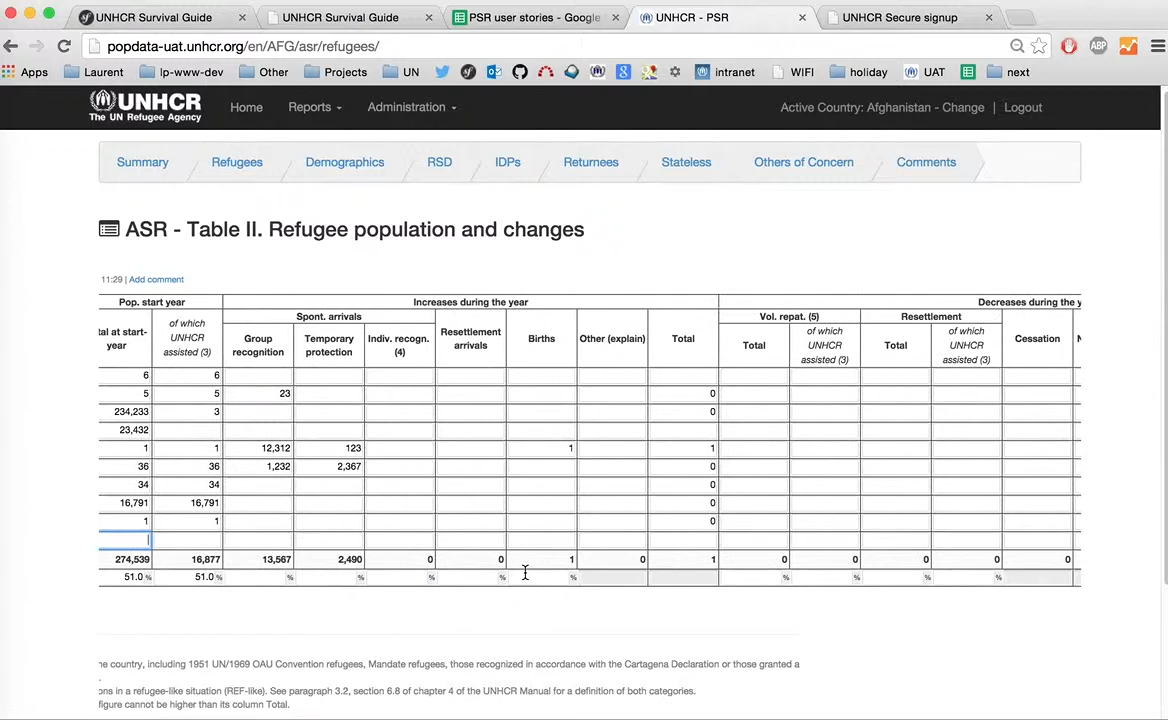 UNHCR Survival Guide
UNHCR Survival Guide
PSR user stories - Google
UNHCR - PSR
UNHCR Secure signup
popdata-uat.unhcr.org/en/AFG/asr/refugees/
ABP
Apps Laurent lp-www-dev Other Projects UN intranet WIFI holiday UAT next
UNHCR
The UN Refugee Agency
Home Reports Administration Active Country: Afghanistan - Change | Logout
Summary Refugees Demographics RSD IDPs Returnees Stateless Others of Concern Comments
ASR - Table II. Refugee population and changes
11:29 | Add comment
Pop. start year Increases during the year Decreases during the y
Spont. arrivals Vol. repat. (5) Resettlement
tal at start-year
of which UNHCR assisted (3)
Group recognition
Temporary protection
Indiv. recogn. (4)
Resettlement arrivals
Births
Other (explain)
Total
Total
of which UNHCR assisted (3)
Total
of which UNHCR assisted (3)
Cessation
N
6 6
5 5 23 0
234,233 3 0
23,432
1 1 12,312 123 1 1
36 36 1,232 2,367 0
34 34 0
16,791 16,791 0
1 1 0
274,539 16,877 13,567 2,490 0 0 1 0 1 0 0 0 0 0
51.0 % 51.0 % % % % % % % % % %
ne country, including 1951 UN/1969 OAU Convention refugees, Mandate refugees, those recognized in accordance with the Cartagena Declaration or those granted a
.
ons in a refugee-like situation (REF-like). See paragraph 3.2, section 6.8 of chapter 4 of the UNHCR Manual for a definition of both categories.
figure cannot be higher than its column Total.